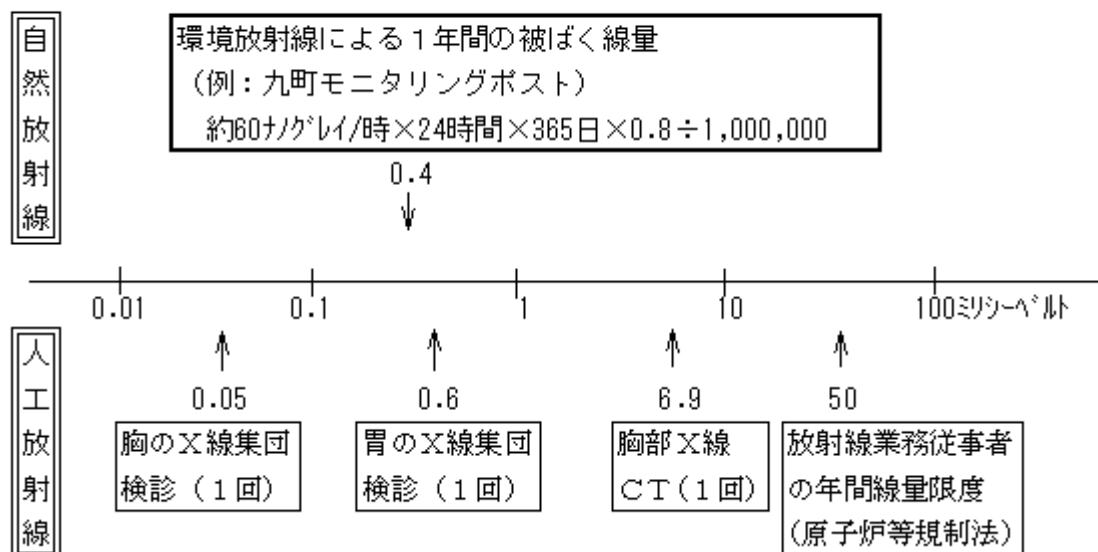 自然放射線
環境放射線による１年間の被ばく線量
（例：九町モニタリングポスト）
約60ﾅﾉｸﾞﾚｲ/時×24時間×365日×0.8÷1,000,000
0.4
0.01 0.1 1 10 100ﾐﾘｼｰﾍﾞﾙﾄ
人工放射線
0.05 0.6 6.9 50
胸のＸ線集団
検診（１回）
胃のＸ線集団
検診（１回）
胸部Ｘ線
ＣＴ(１回)
放射線業務従事者
の年間線量限度
(原子炉等規制法)